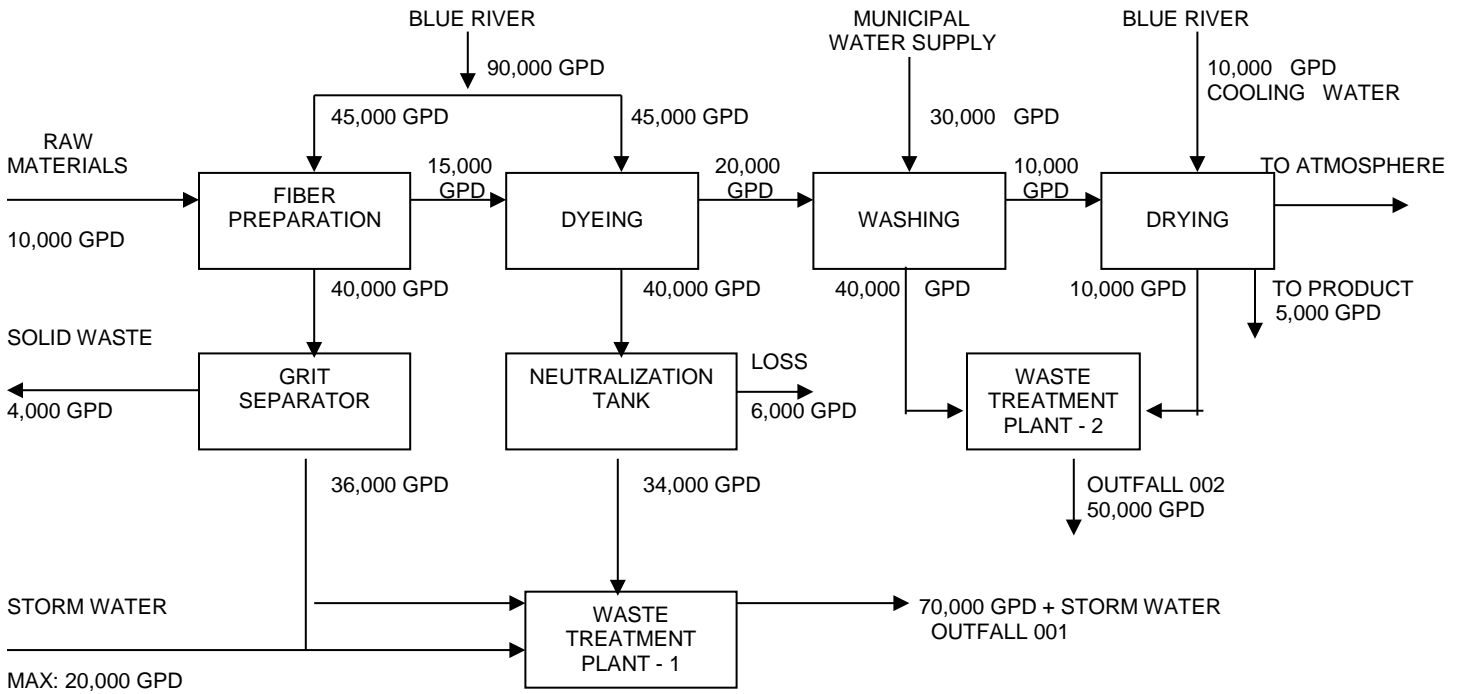 BLUE RIVER
MUNICIPAL
WATER SUPPLY
BLUE RIVER
90,000 GPD
10,000 GPD
COOLING WATER
45,000 GPD
45,000 GPD
30,000 GPD
RAW
MATERIALS
15,000
GPD
20,000
GPD
10,000
GPD
TO ATMOSPHERE
FIBER
PREPARATION
DYEING
WASHING
DRYING
10,000 GPD
40,000 GPD
40,000 GPD
40,000 GPD
10,000 GPD
TO PRODUCT
5,000 GPD
SOLID WASTE
4,000 GPD
GRIT
SEPARATOR
NEUTRALIZATION
TANK
LOSS
6,000 GPD
WASTE
TREATMENT
PLANT - 2
36,000 GPD
34,000 GPD
OUTFALL 002
50,000 GPD
STORM WATER
MAX: 20,000 GPD
WASTE
TREATMENT
PLANT - 1
70,000 GPD + STORM WATER
OUTFALL 001